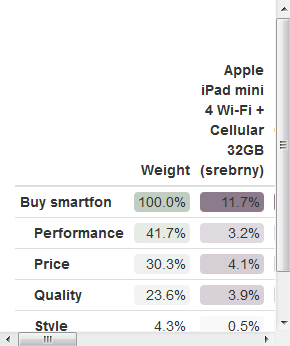 Apple
iPad mini
4 Wi-Fi +
Cellular
32GB
Weight (srebrny)
Buy smartfon 100.0% 11.7%
Performance 41.7% 3.2%
Price 30.3% 4.1%
Quality 23.6% 3.9%
Style 4.3% 0.5%